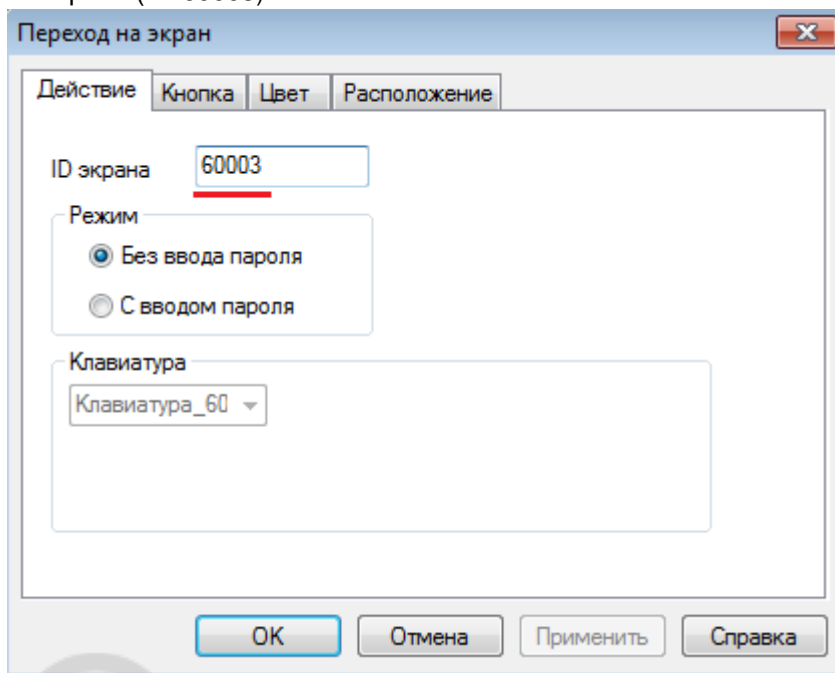 Переход на экран
Действие Кнопка Цвет Расположение
ID экрана 60003
Режим
Без ввода пароля
С вводом пароля
Клавиатура
Клавиатура_60
OK Отмена Применить Справка